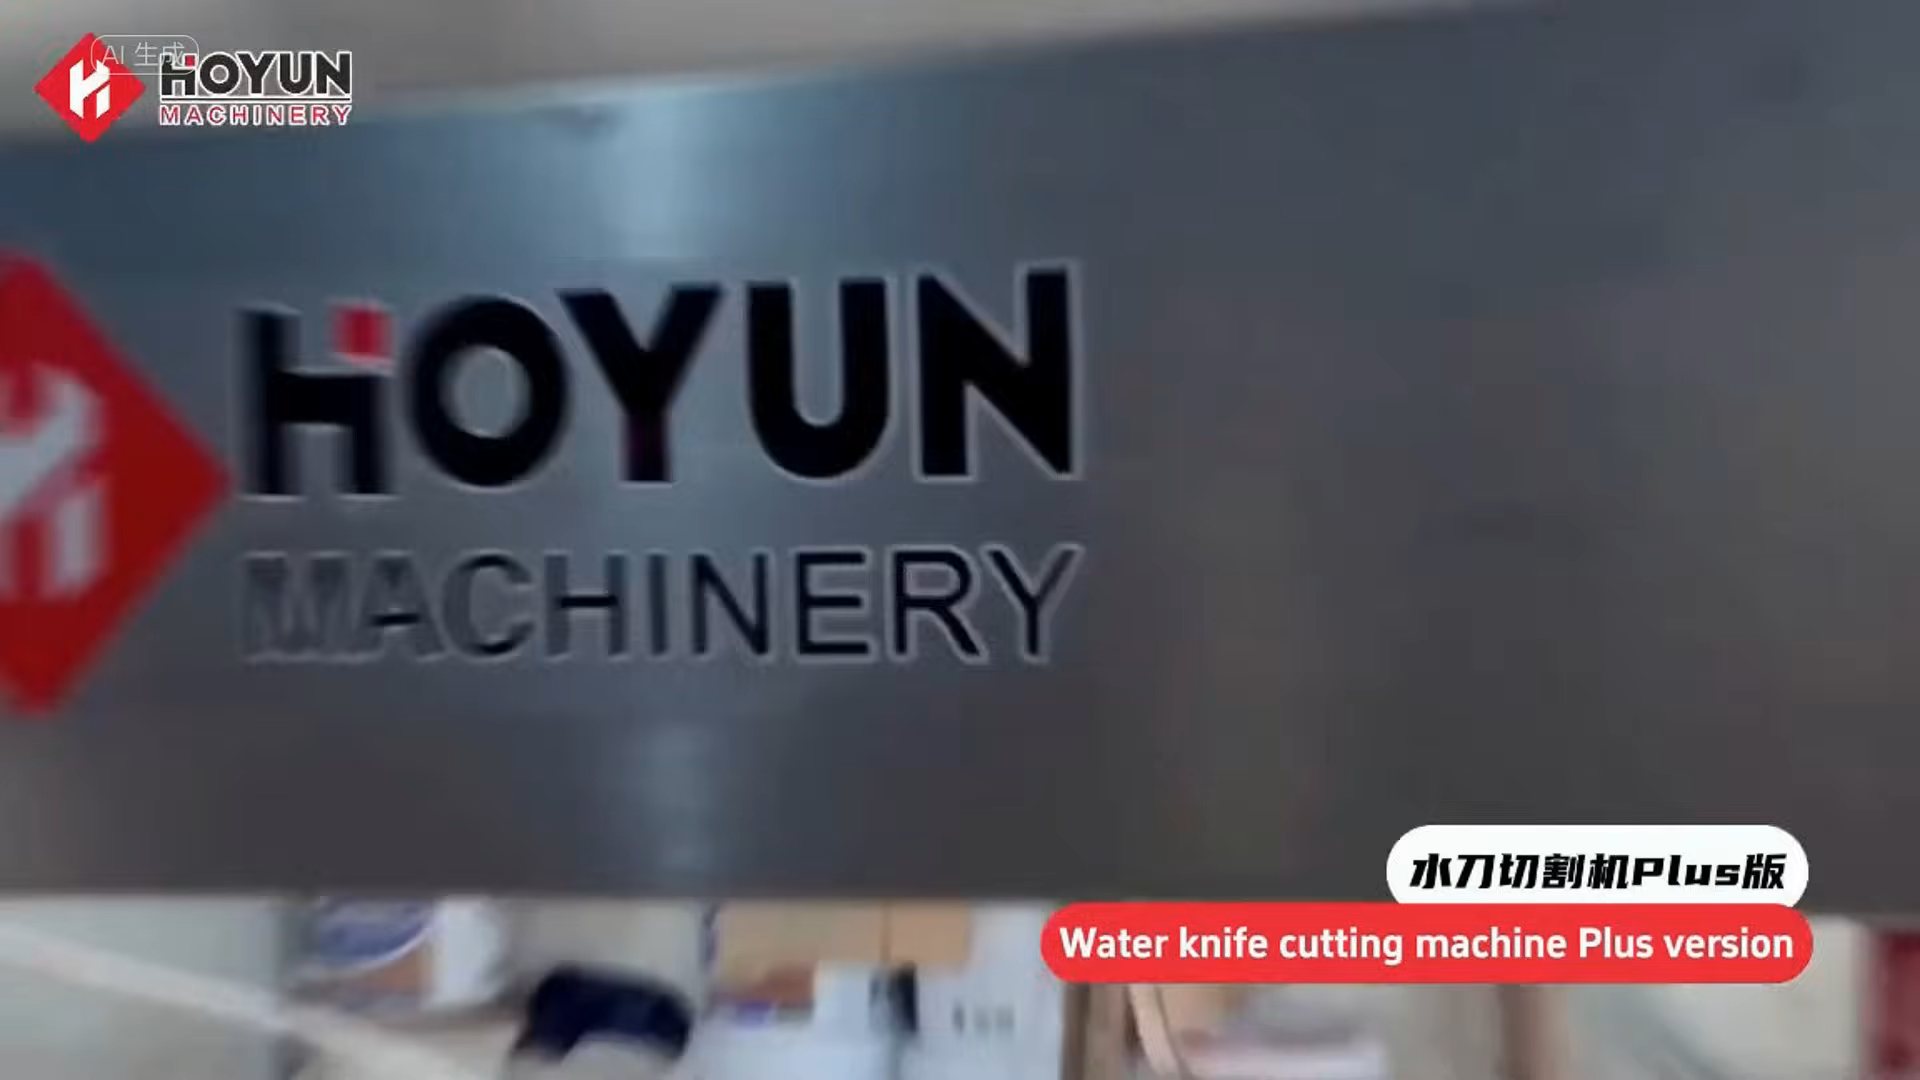 AI 生成
HOYUN
MACHINERY
HOYUN
MACHINERY
水刀切割机Plus版
Water knife cutting machine Plus version